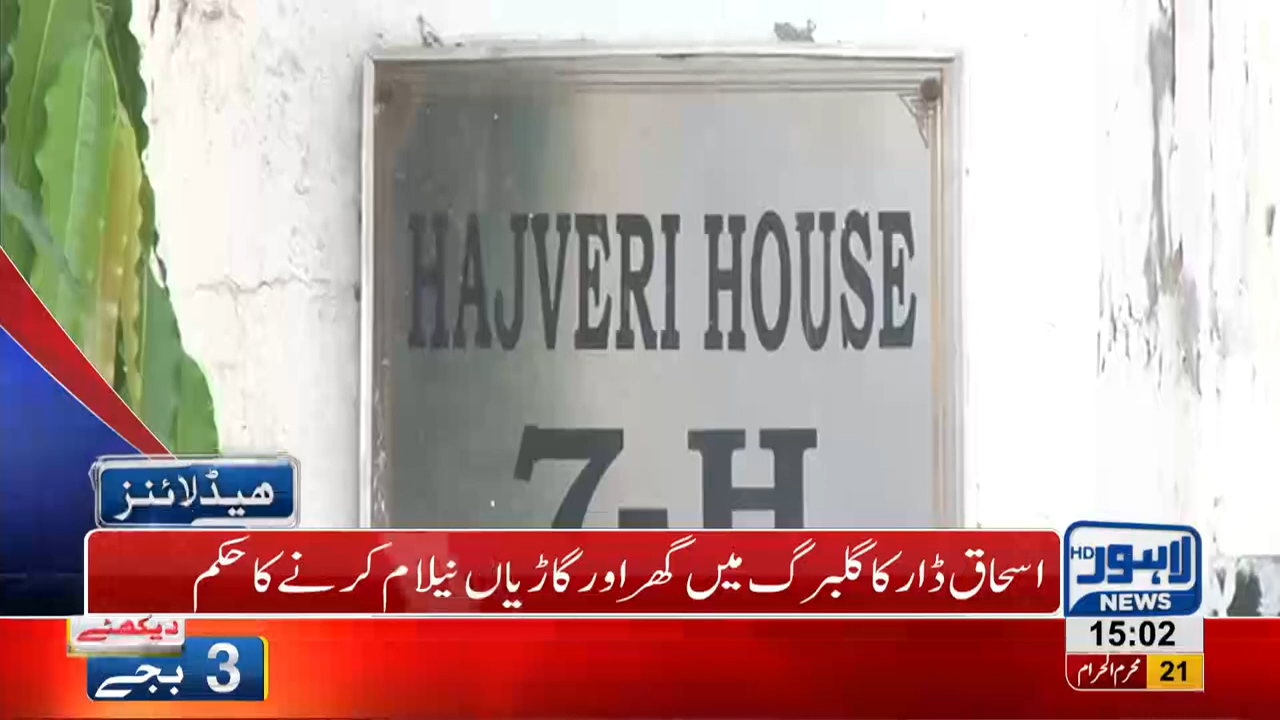 HAJVERI HOUSE
7-H
ھیڈلائنز
اسحاق ڈار کا گلبرگ میں گھر اور گاڑیاں نیلام کرنے کا حکم
HD لاہور
NEWS
15:02
21 محرم الحرام
دیکھئے
3 بجے